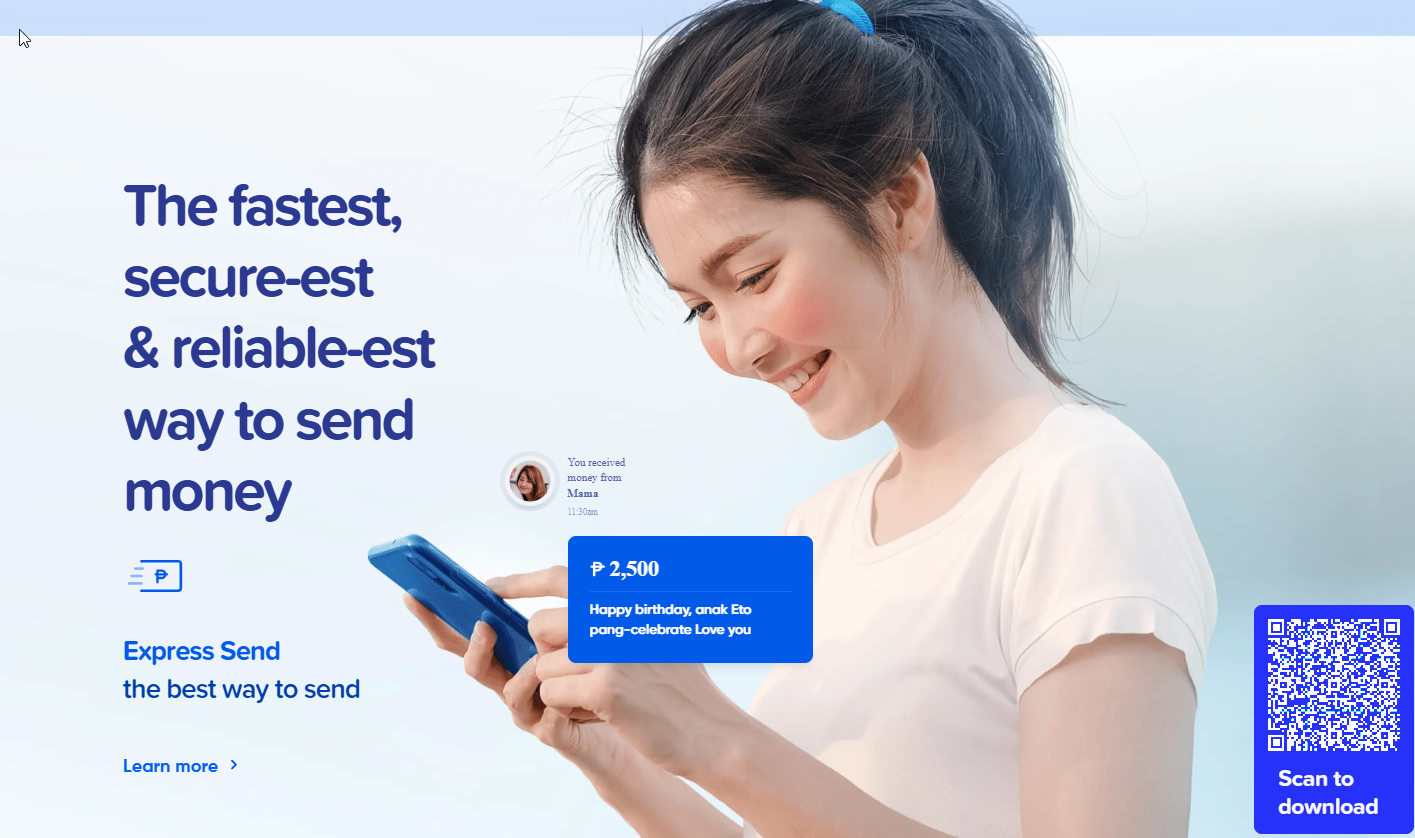 The fastest,
secure-est
& reliable-est
way to send
money
You received
money from
Mama
11:30am
₱ 2,500
Happy birthday, anak Eto
pang-celebrate Love you
₱
Express Send
the best way to send
Learn more
Scan to
download